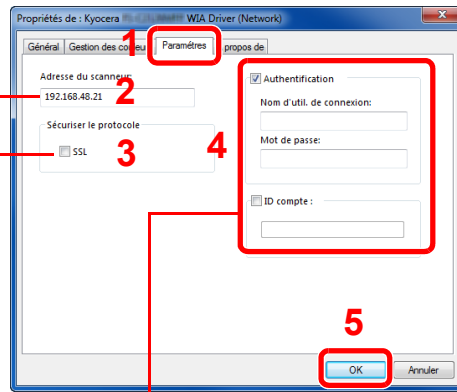 Propriétés de : Kyocera WIA Driver (Network)
1
Général Gestion des Paramètres propos de
Adresse du scanneur:
192.168.48.21
2
Sécuriser le protocole
SSL
3
4
Authentification
Nom d'util. de connexion:
Mot de passe:
ID compte :
5
OK Annuler